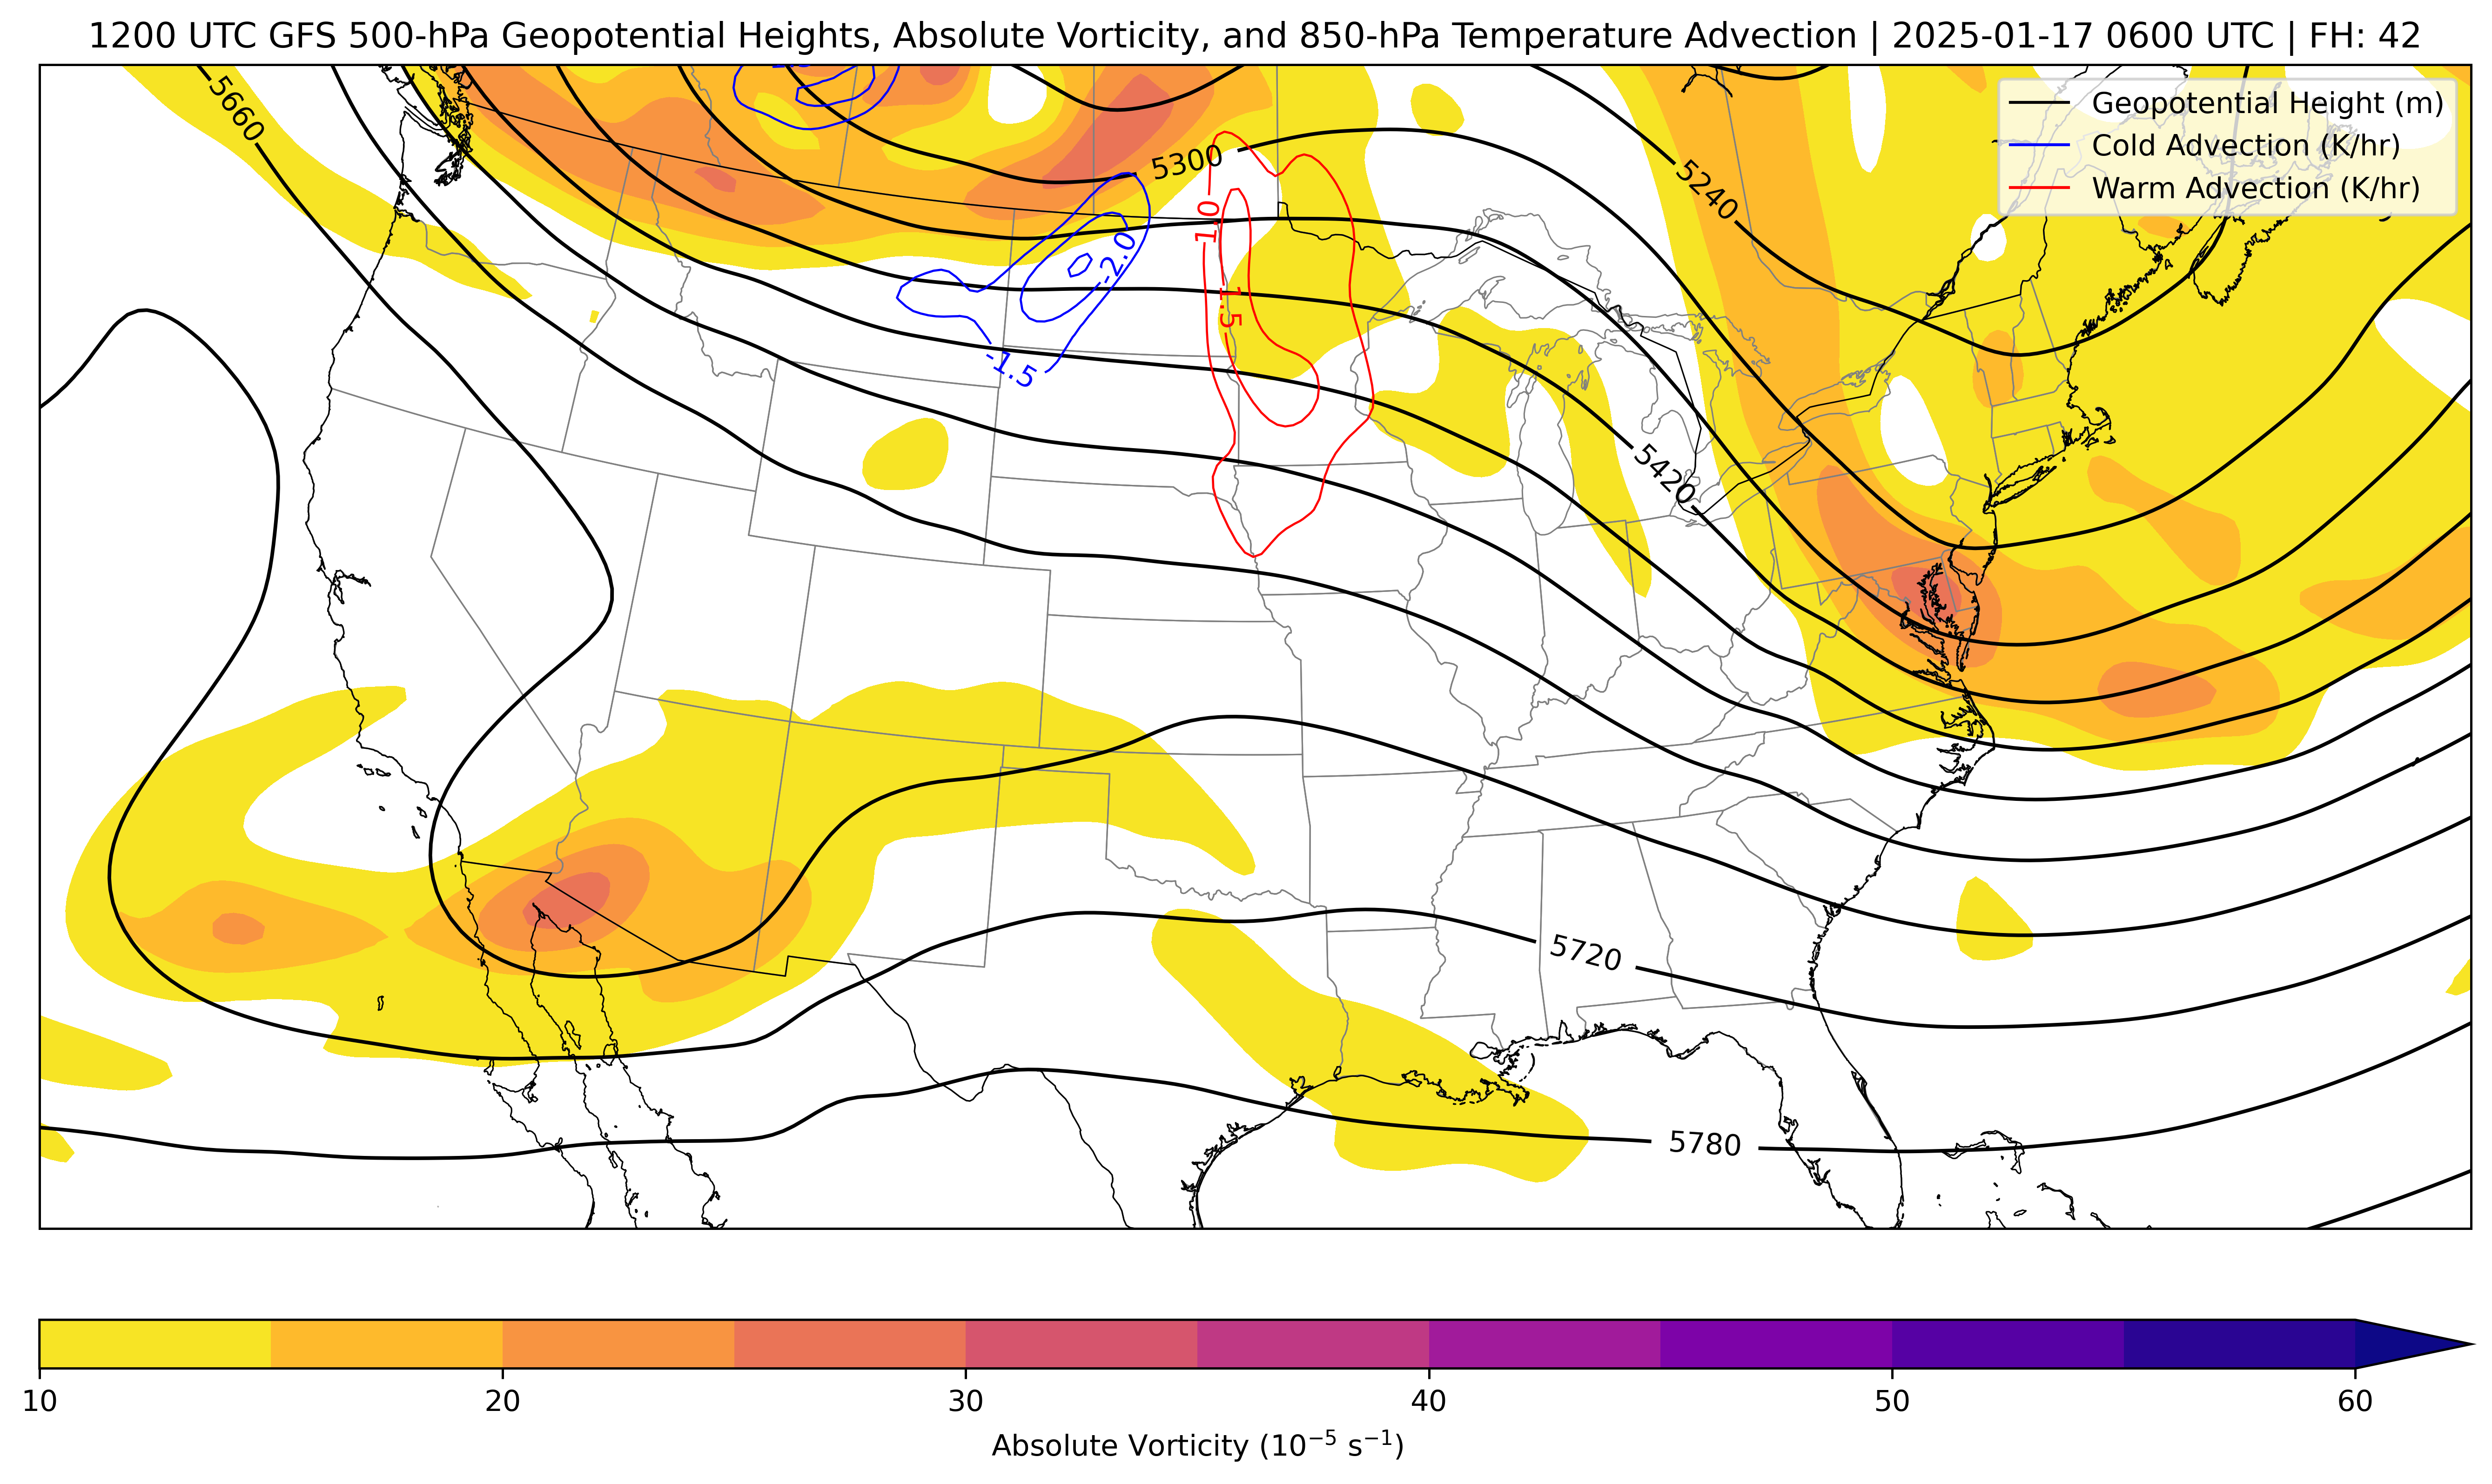 1200 UTC GFS 500-hPa Geopotential Heights, Absolute Vorticity, and 850-hPa Temperature Advection | 2025-01-17 0600 UTC | FH: 42
Geopotential Height (m)
Cold Advection (K/hr)
Warm Advection (K/hr)
5660
5300
5240
1.0
-2.0
1.5
-1.5
5420
5720
5780
10 20 30 40 50 60
Absolute Vorticity (10⁻⁵ s⁻¹)